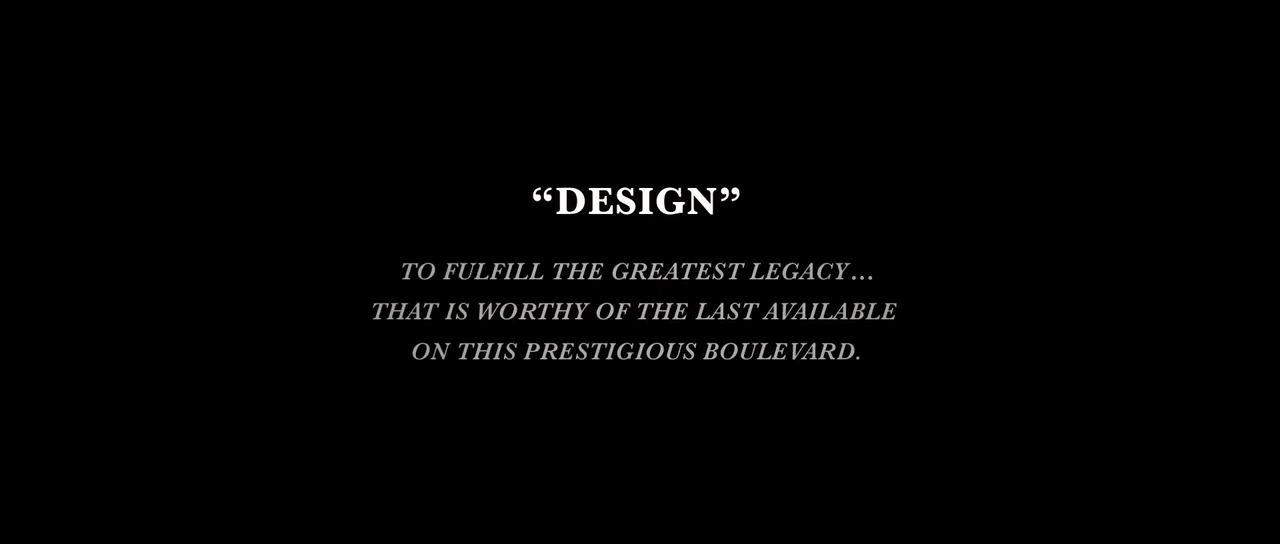 “DESIGN”
TO FULFILL THE GREATEST LEGACY…
THAT IS WORTHY OF THE LAST AVAILABLE
ON THIS PRESTIGIOUS BOULEVARD.